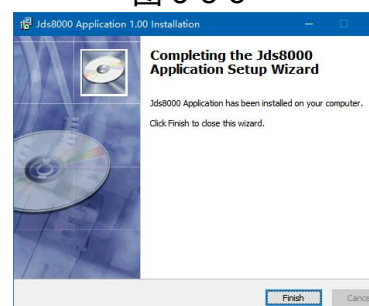 Jds8000 Application 1.00 Installation
Completing the Jds8000
Application Setup Wizard
Jds8000 Application has been installed on your computer.
Click Finish to close this wizard.
Finish